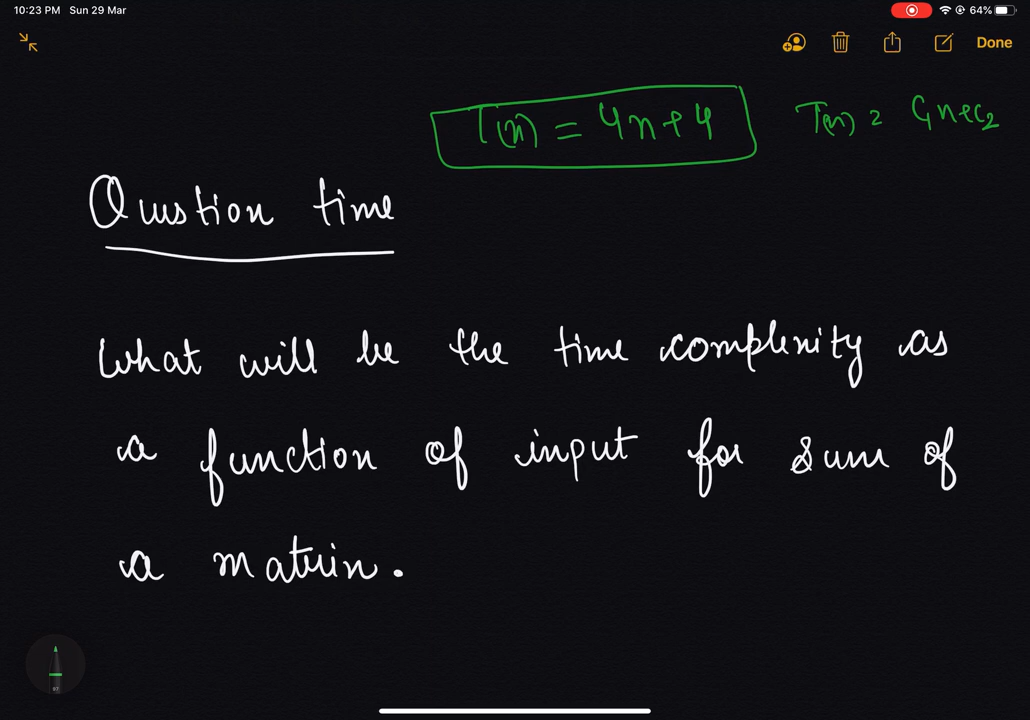 10:23 PM Sun 29 Mar 64%
Done
T(n) = 4n+4 T(n) = C1n+C2
Question time
What will be the time complexity as
a function of input for sum of
a matrix.
97